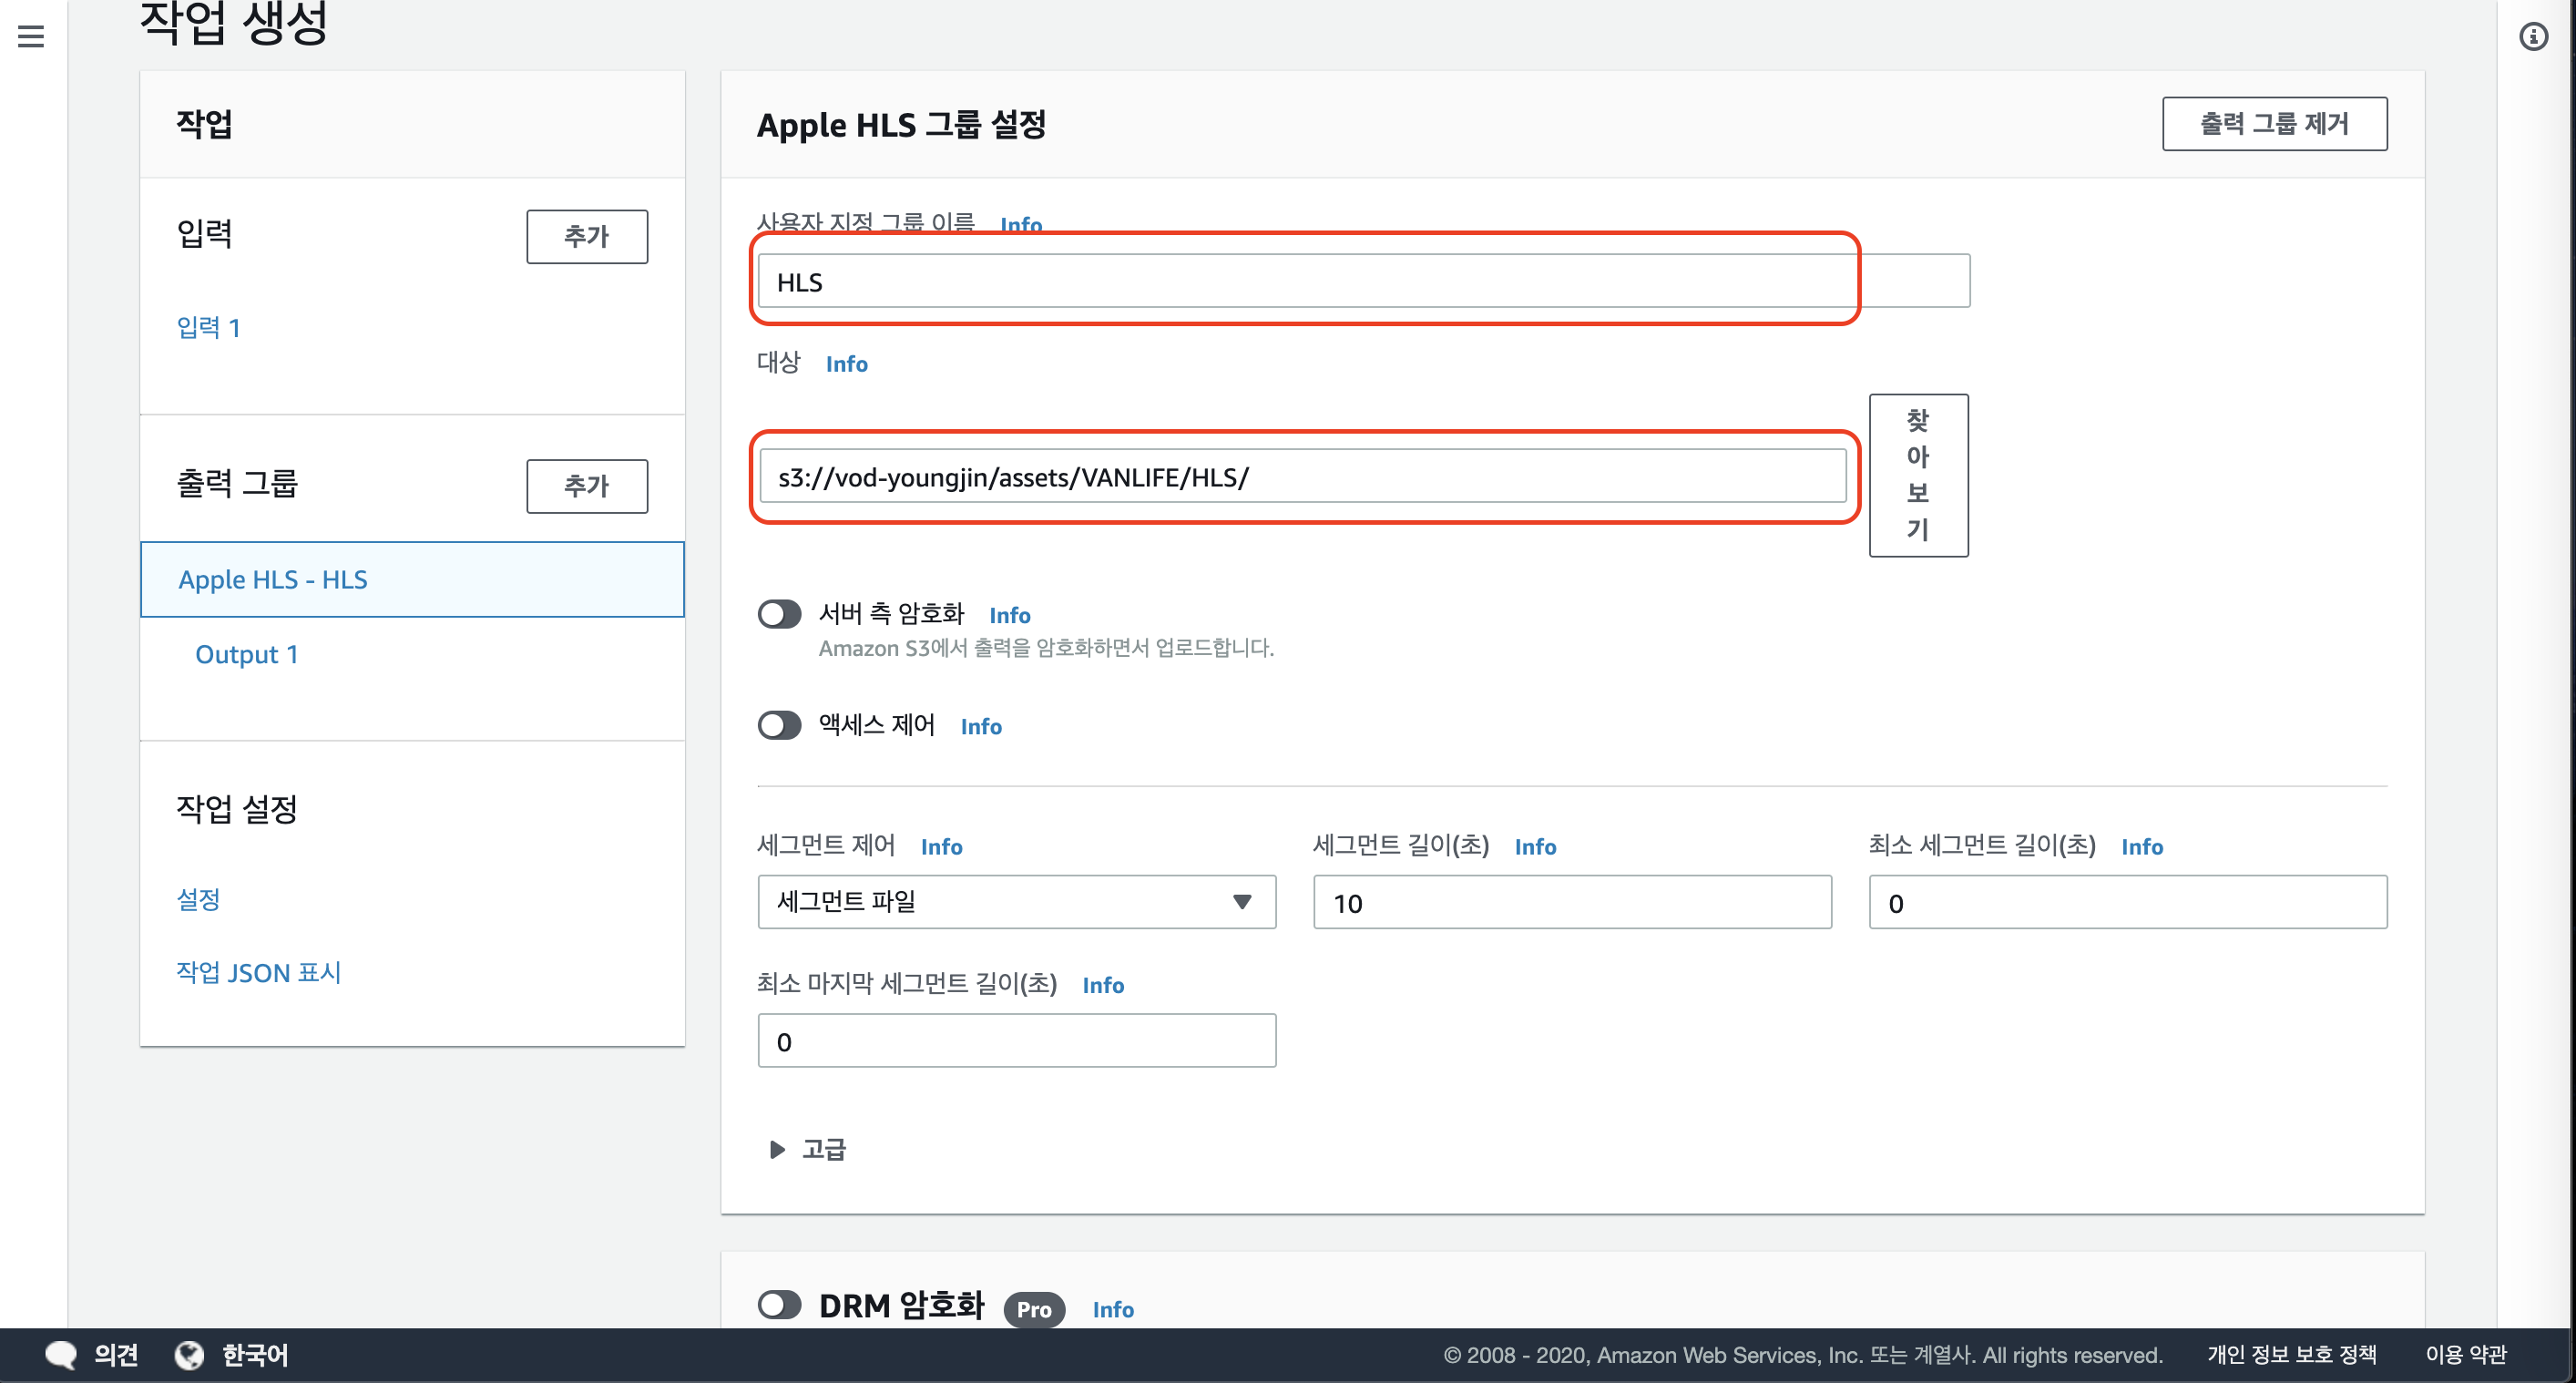 작업 생성
작업
입력
추가
입력 1
출력 그룹
추가
Apple HLS - HLS
Output 1
작업 설정
설정
작업 JSON 표시
Apple HLS 그룹 설정
출력 그룹 제거
사용자 지정 그룹 이름 Info
HLS
대상 Info
s3://vod-youngjin/assets/VANLIFE/HLS/
찾
아
보
기
서버 측 암호화 Info
Amazon S3에서 출력을 암호화하면서 업로드합니다.
액세스 제어 Info
세그먼트 제어 Info
세그먼트 파일
세그먼트 길이(초) Info
10
최소 세그먼트 길이(초) Info
0
최소 마지막 세그먼트 길이(초) Info
0
고급
DRM 암호화 Pro Info
의견 한국어
© 2008 - 2020, Amazon Web Services, Inc. 또는 계열사. All rights reserved. 개인 정보 보호 정책 이용 약관